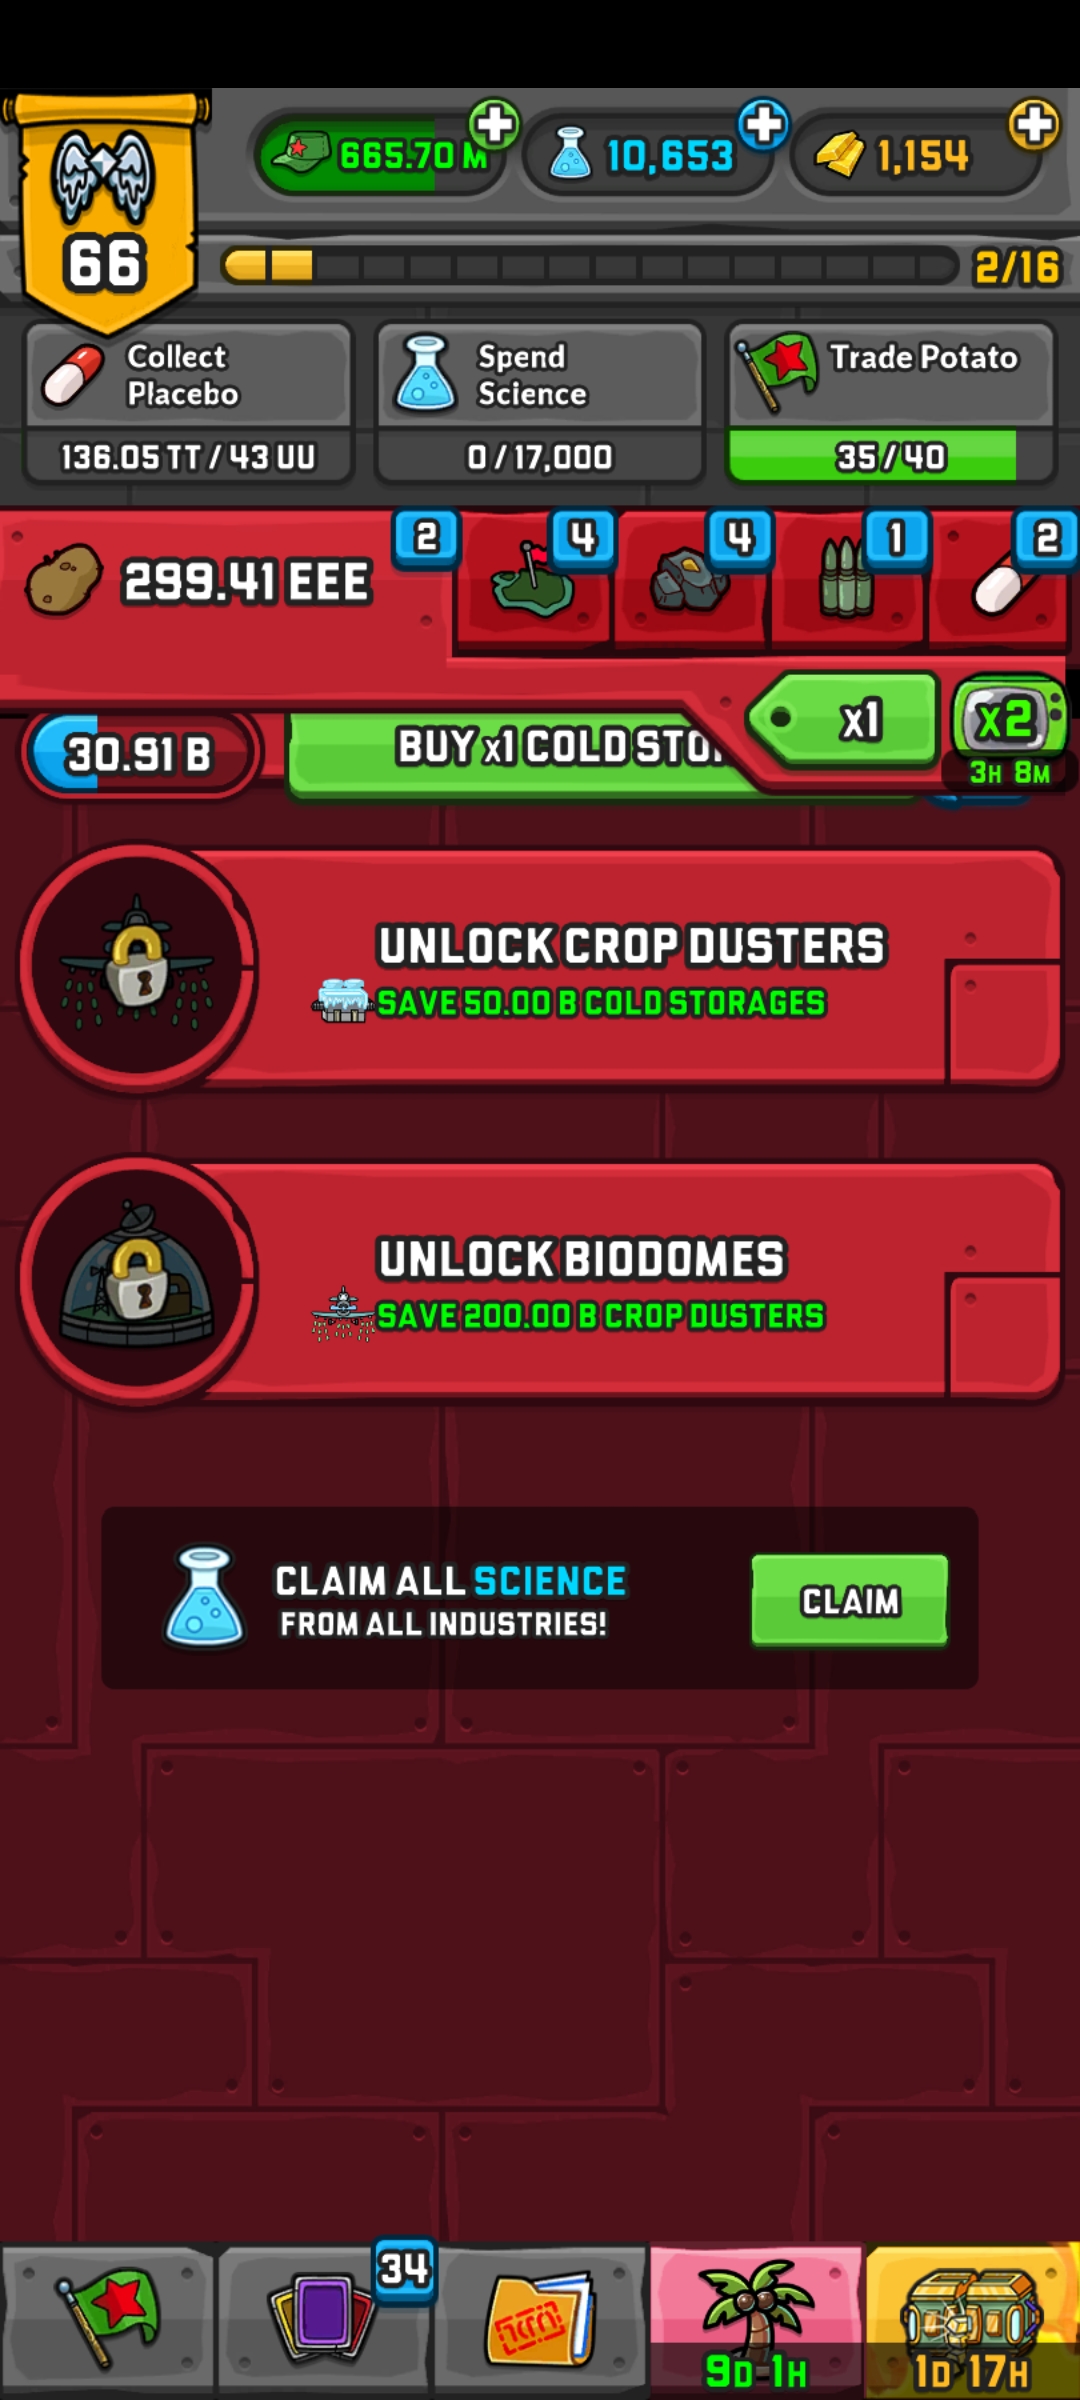 665.70 M
10,653
1,154
66
2/16
Collect
Placebo
136.05 TT / 43 UU
Spend
Science
0 / 17,000
Trade Potato
35 / 40
299.41 EEE
2
4
4
1
2
x1
x2
3H 8M
30.91 B
BUY x1 COLD STO
UNLOCK CROP DUSTERS
SAVE 50.00 B COLD STORAGES
UNLOCK BIODOMES
SAVE 200.00 B CROP DUSTERS
CLAIM ALL SCIENCE
FROM ALL INDUSTRIES!
CLAIM
34
9D 1H
1D 17H